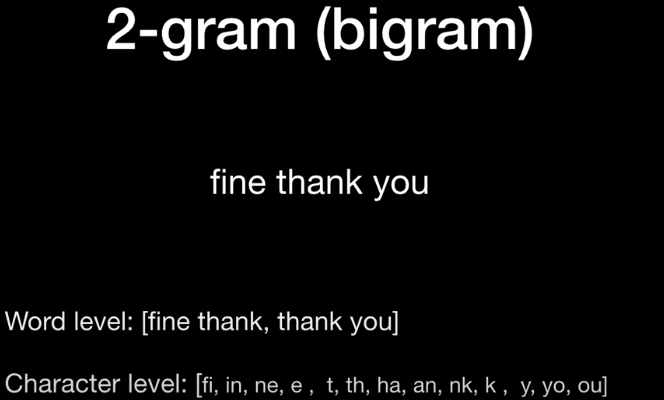 2-gram (bigram)
fine thank you
Word level: [fine thank, thank you]
Character level: [fi, in, ne, e ,  t, th, ha, an, nk, k ,  y, yo, ou]